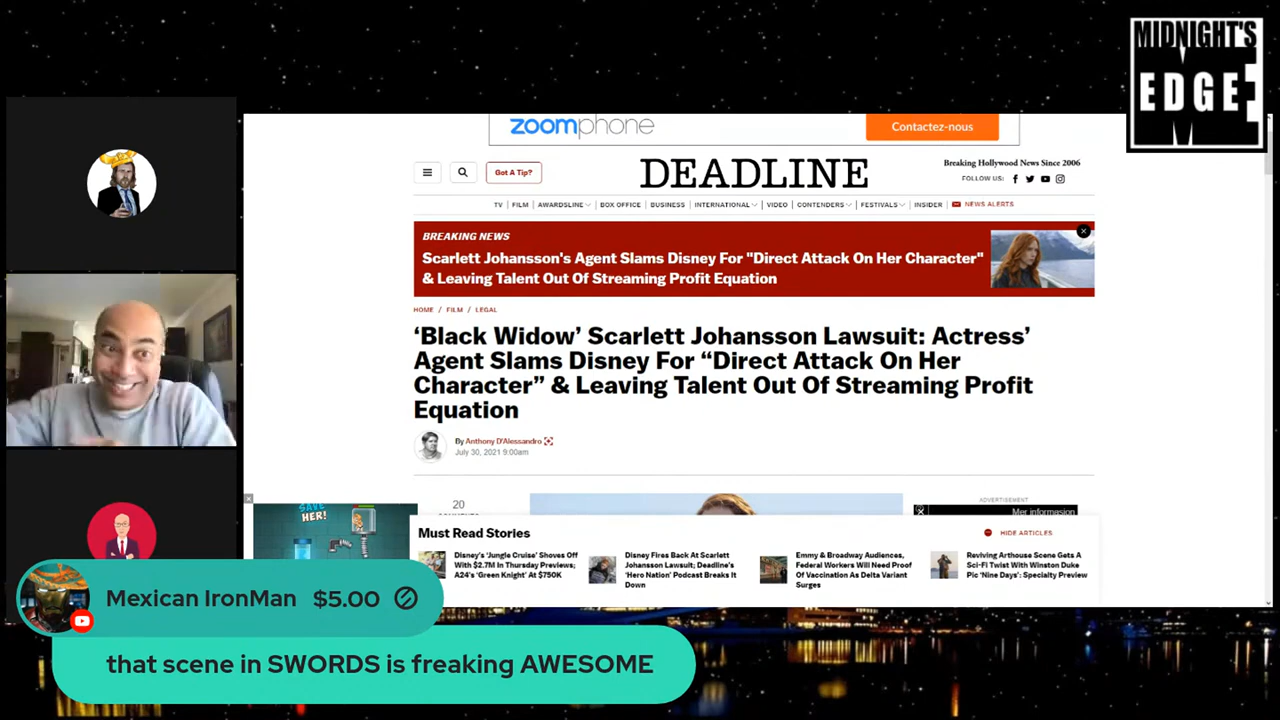 MIDNIGHT'S
EDGE
zoomphone
Contactez-nous
Got A Tip?
DEADLINE
Breaking Hollywood News Since 2006
FOLLOW US:
TV FILM AWARDSLINE BOX OFFICE BUSINESS INTERNATIONAL VIDEO CONTENDERS FESTIVALS INSIDER NEWS ALERTS
BREAKING NEWS
Scarlett Johansson's Agent Slams Disney For "Direct Attack On Her Character"
& Leaving Talent Out Of Streaming Profit Equation
HOME / FILM / LEGAL
‘Black Widow’ Scarlett Johansson Lawsuit: Actress’
Agent Slams Disney For “Direct Attack On Her
Character” & Leaving Talent Out Of Streaming Profit
Equation
By Anthony D'Alessandro
July 30, 2021 9:00am
20
ADVERTISEMENT
Mer informasjon
SAVE
HER!
Must Read Stories
HIDE ARTICLES
Disney's 'Jungle Cruise' Shoves Off
With $2.7M In Thursday Previews;
A24's 'Green Knight' At $750K
Disney Fires Back At Scarlett
Johansson Lawsuit; Deadline's
'Hero Nation' Podcast Breaks It
Down
Emmy & Broadway Audiences,
Federal Workers Will Need Proof
Of Vaccination As Delta Variant
Surges
Reviving Arthouse Scene Gets A
Sci-Fi Twist With Winston Duke
Pic 'Nine Days': Specialty Preview
Mexican IronMan $5.00
that scene in SWORDS is freaking AWESOME